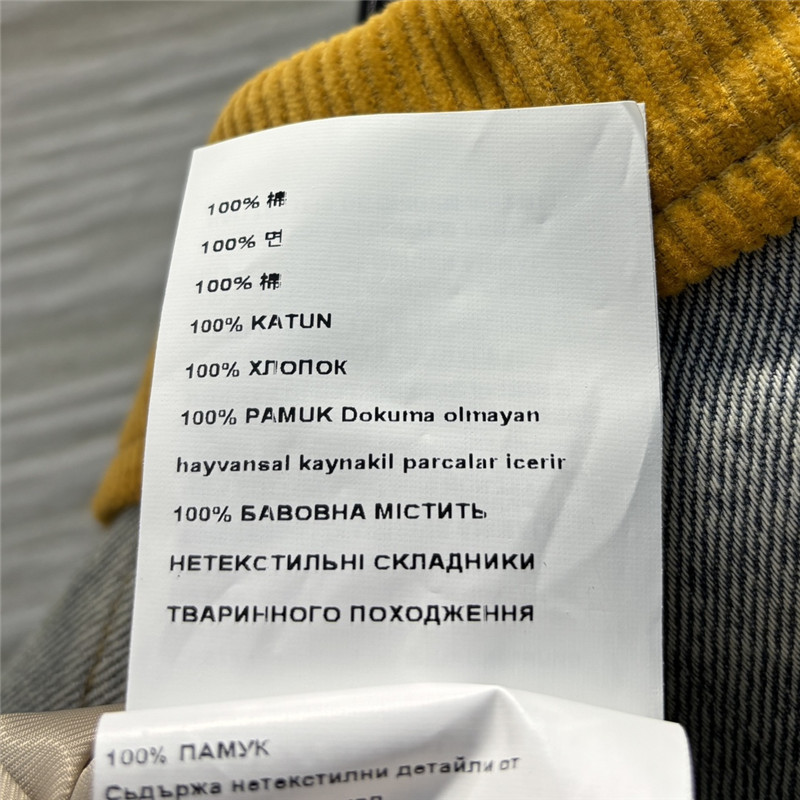 100% 棉
100% 면
100% 棉
100% KATUN
100% ХЛОПОК
100% PAMUK Dokuma olmayan
hayvansal kaynakil parcalar icerir
100% БАВОВНА МІСТИТЬ
НЕТЕКСТИЛЬНІ СКЛАДНИКИ
ТВАРИННОГО ПОХОДЖЕННЯ
100% ПАМУК
Съдържа нетекстилни детайли от